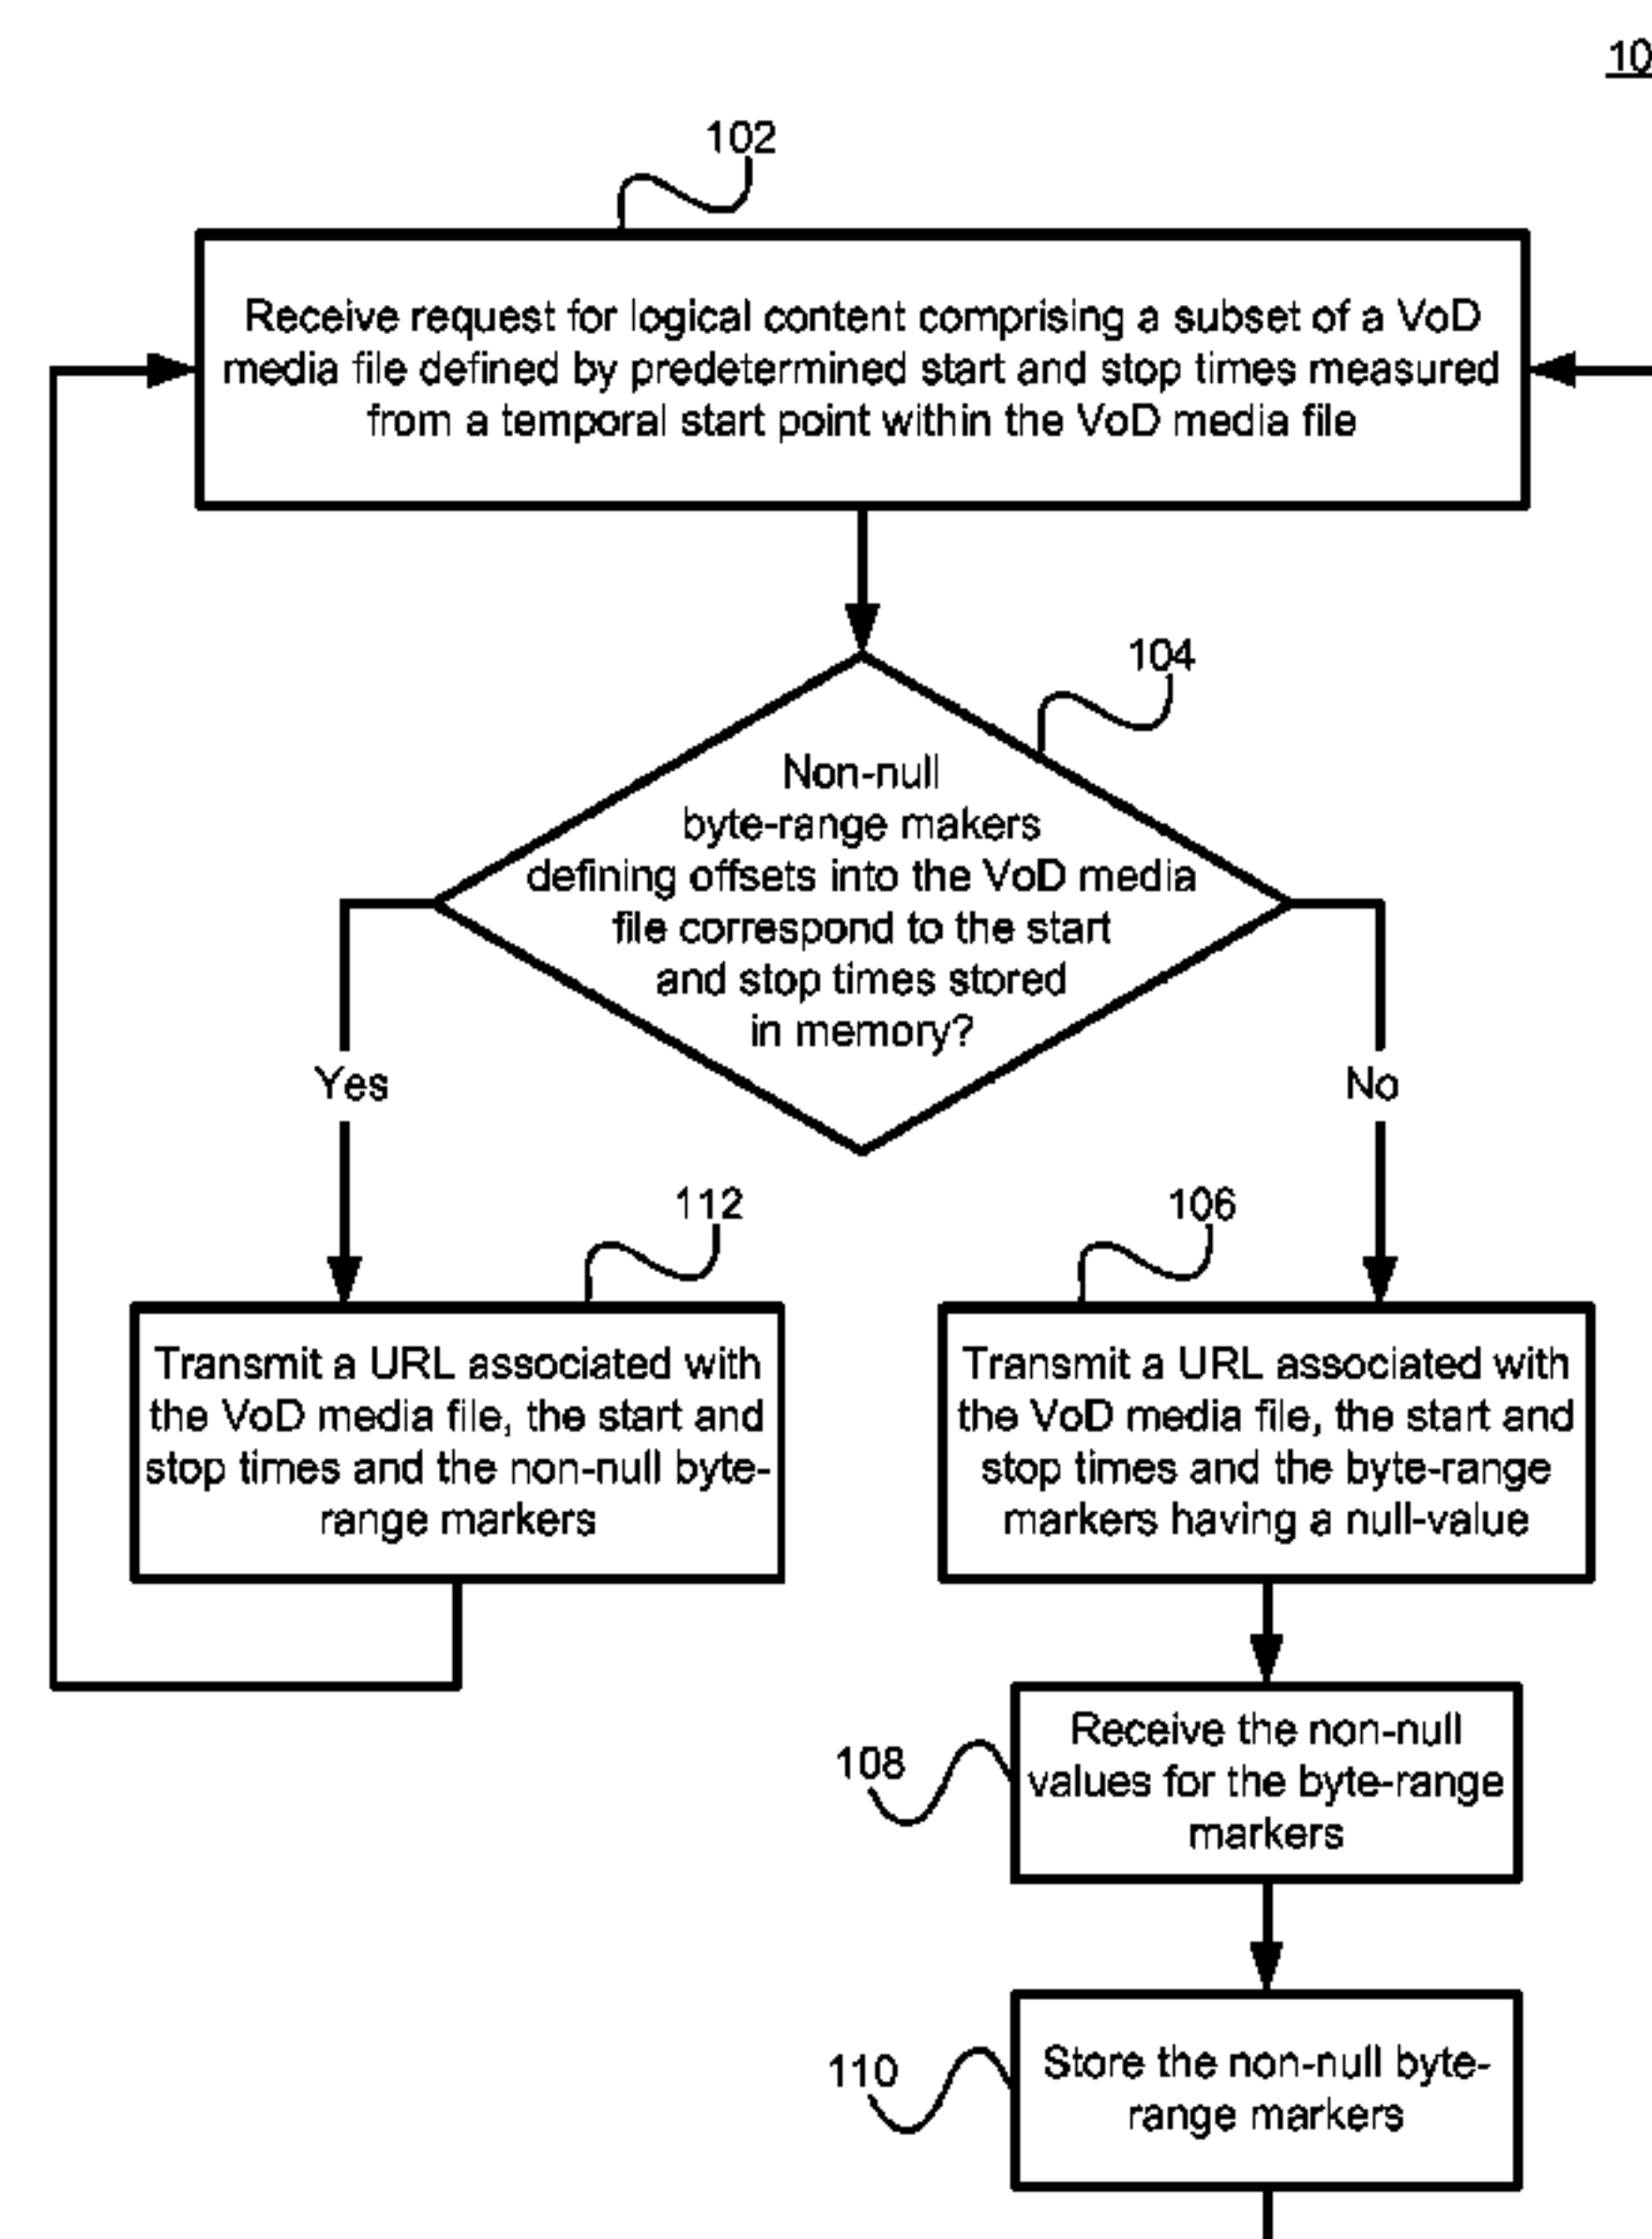 10
102
Receive request for logical content comprising a subset of a VoD
media file defined by predetermined start and stop times measured
from a temporal start point within the VoD media file
104
Non-null
byte-range makers
defining offsets into the VoD media
file correspond to the start
and stop times stored
in memory?
Yes
No
112
106
Transmit a URL associated with
the VoD media file, the start and
stop times and the non-null byte-
range markers
Transmit a URL associated with
the VoD media file, the start and
stop times and the byte-range
markers having a null-value
108
Receive the non-null
values for the byte-range
markers
110
Store the non-null byte-
range markers